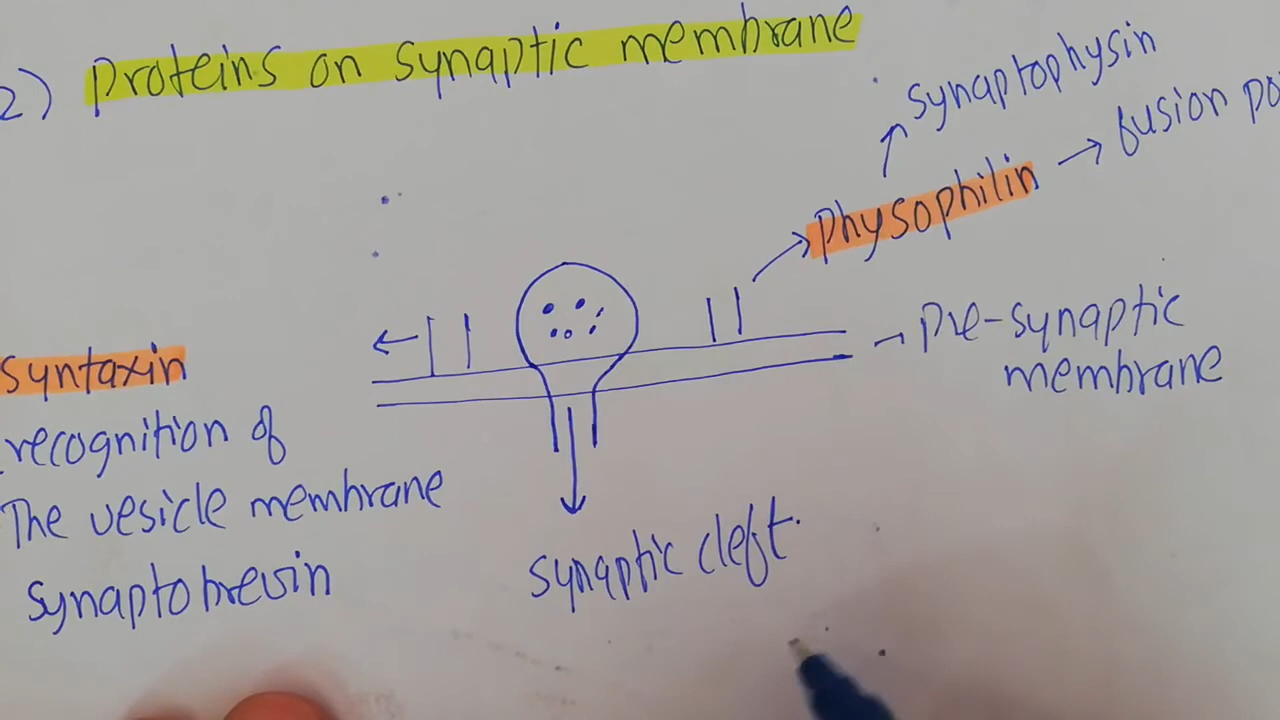 2) Proteins on synaptic membrane
synaptophysin
Physophilin → fusion
Pre-synaptic
membrane
syntaxin
recognition of
The vesicle membrane
synaptobrevin
synaptic cleft.